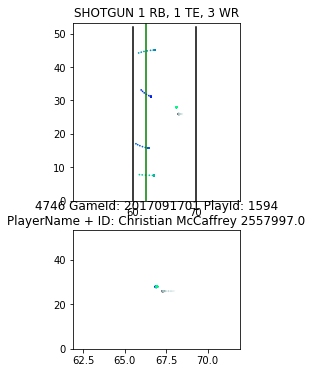 SHOTGUN 1 RB, 1 TE, 3 WR
50
40
30
20
10
0
60 70
4746 GameId: 2017091701 PlayId: 1594
PlayerName + ID: Christian McCaffrey 2557997.0
40
20
0
62.5 65.0 67.5 70.0